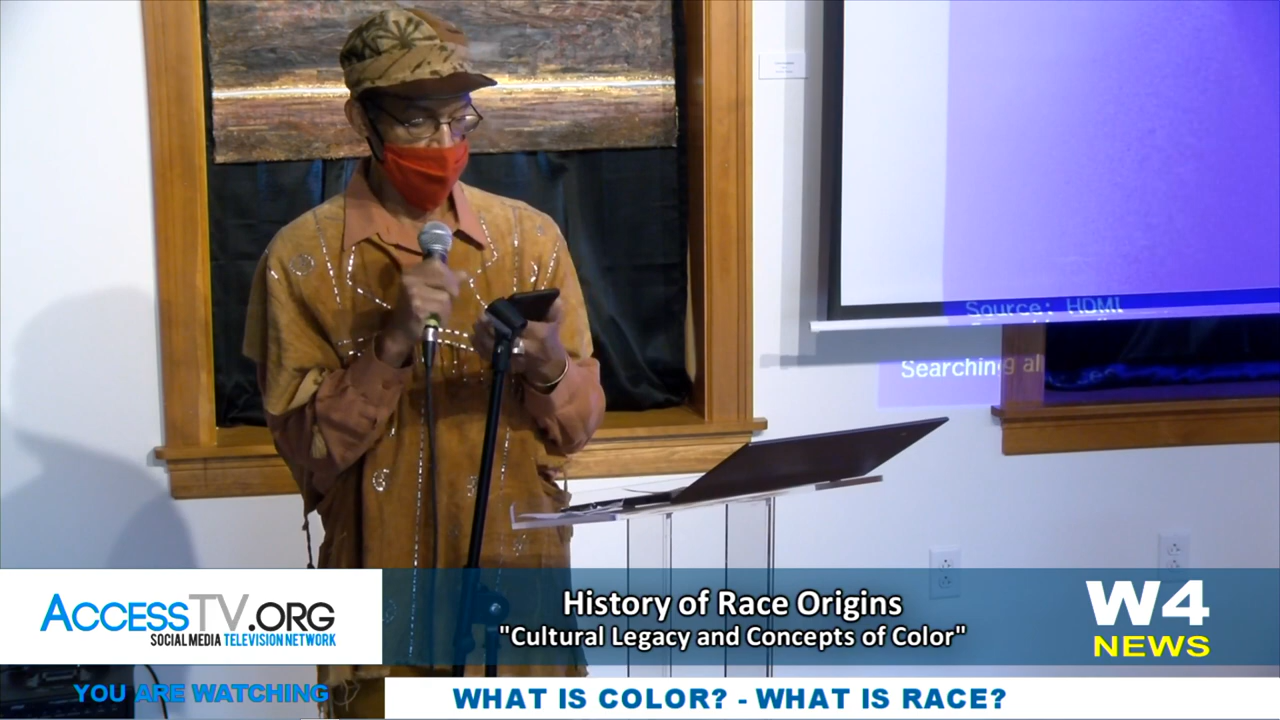 Source: HDMI
Searching all
ACCESSTV.ORG
SOCIAL MEDIA TELEVISION NETWORK
History of Race Origins
"Cultural Legacy and Concepts of Color"
W4
NEWS
YOU ARE WATCHING
WHAT IS COLOR? - WHAT IS RACE?